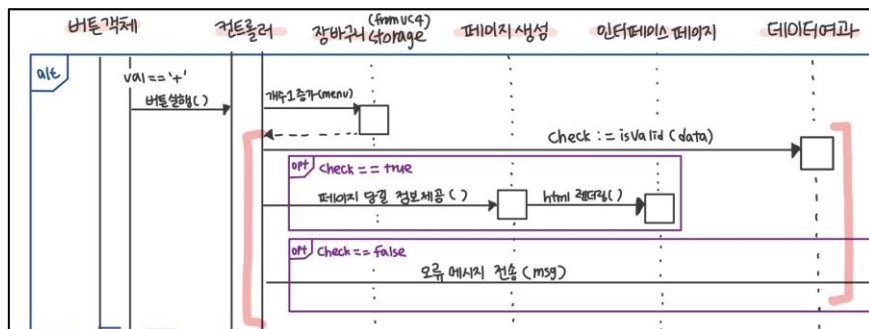 버튼객체 컨트롤러 장바구니 (from UC4) Storage 페이지 생성 인터페이스 페이지 데이터여과
alt
val == '+'
버튼실행()
개수1증가(menu)
Check := isValid (data)
opt check == true
페이지 당길 정보제공 ( )
html 렌더링()
opt Check == false
오류 메시지 전송 (msg)